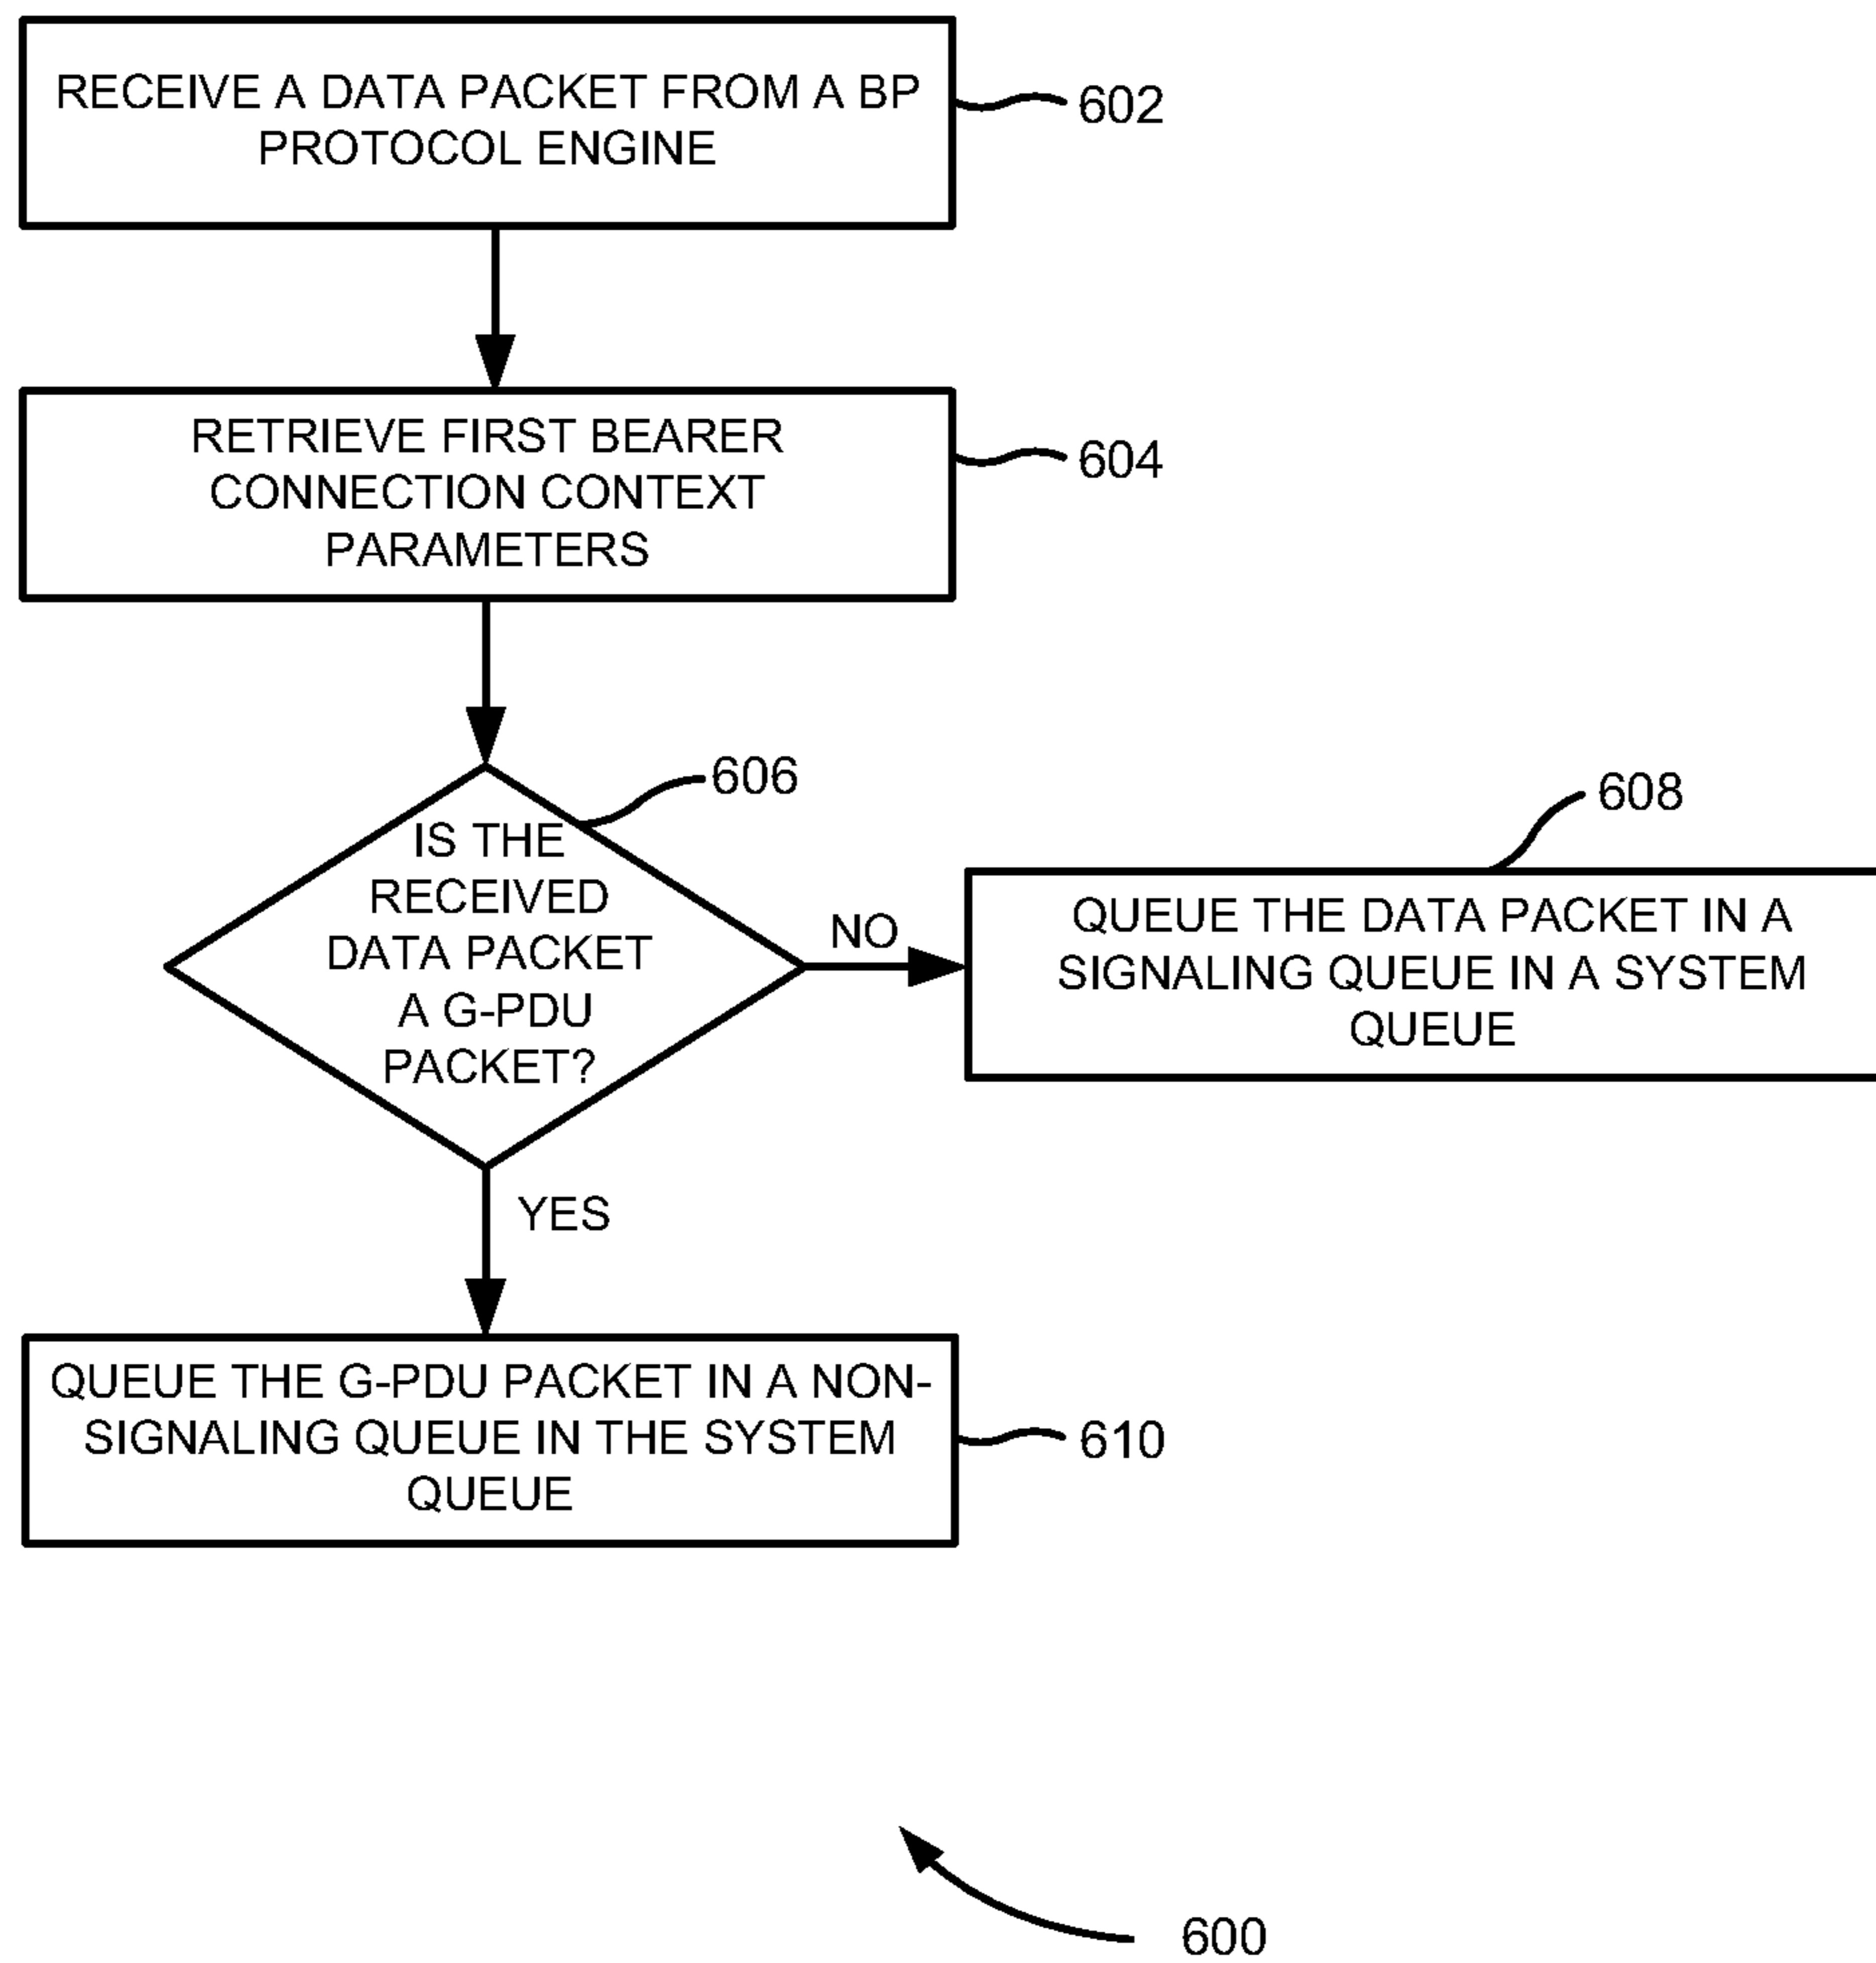 RECEIVE A DATA PACKET FROM A BP
PROTOCOL ENGINE
602
RETRIEVE FIRST BEARER
CONNECTION CONTEXT
PARAMETERS
604
606
IS THE
RECEIVED
DATA PACKET
A G-PDU
PACKET?
NO
608
QUEUE THE DATA PACKET IN A
SIGNALING QUEUE IN A SYSTEM
QUEUE
YES
QUEUE THE G-PDU PACKET IN A NON-
SIGNALING QUEUE IN THE SYSTEM
QUEUE
610
600